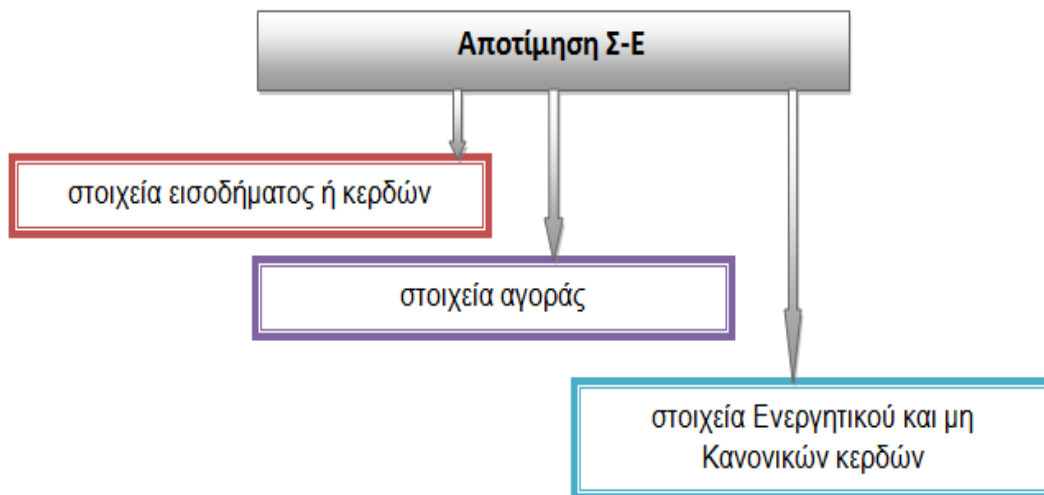 Αποτίμηση Σ-Ε
στοιχεία εισοδήματος ή κερδών
στοιχεία αγοράς
στοιχεία Ενεργητικού και μη
Κανονικών κερδών